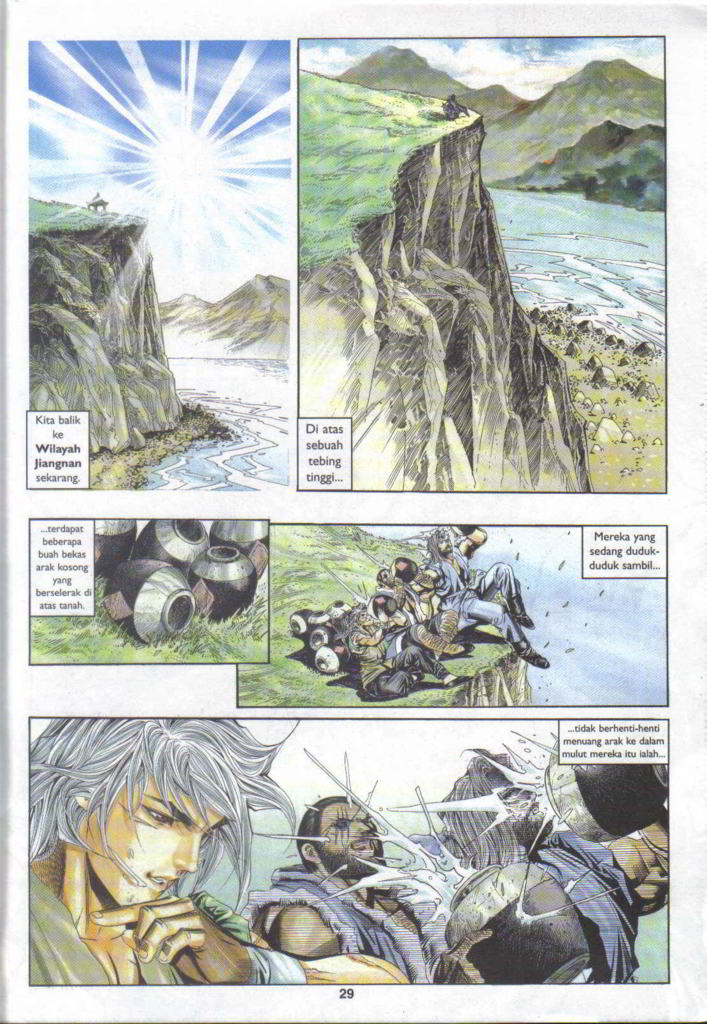 Kita balik
ke
Wilayah
Jiangnan
sekarang.
Di atas
sebuah
tebing
tinggi...
...terdapat
beberapa
buah bekas
arak kosong
yang
berselerak di
atas tanah.
Mereka yang
sedang duduk-
duduk sambil...
...tidak berhenti-henti
menuang arak ke dalam
mulut mereka itu ialah...
29